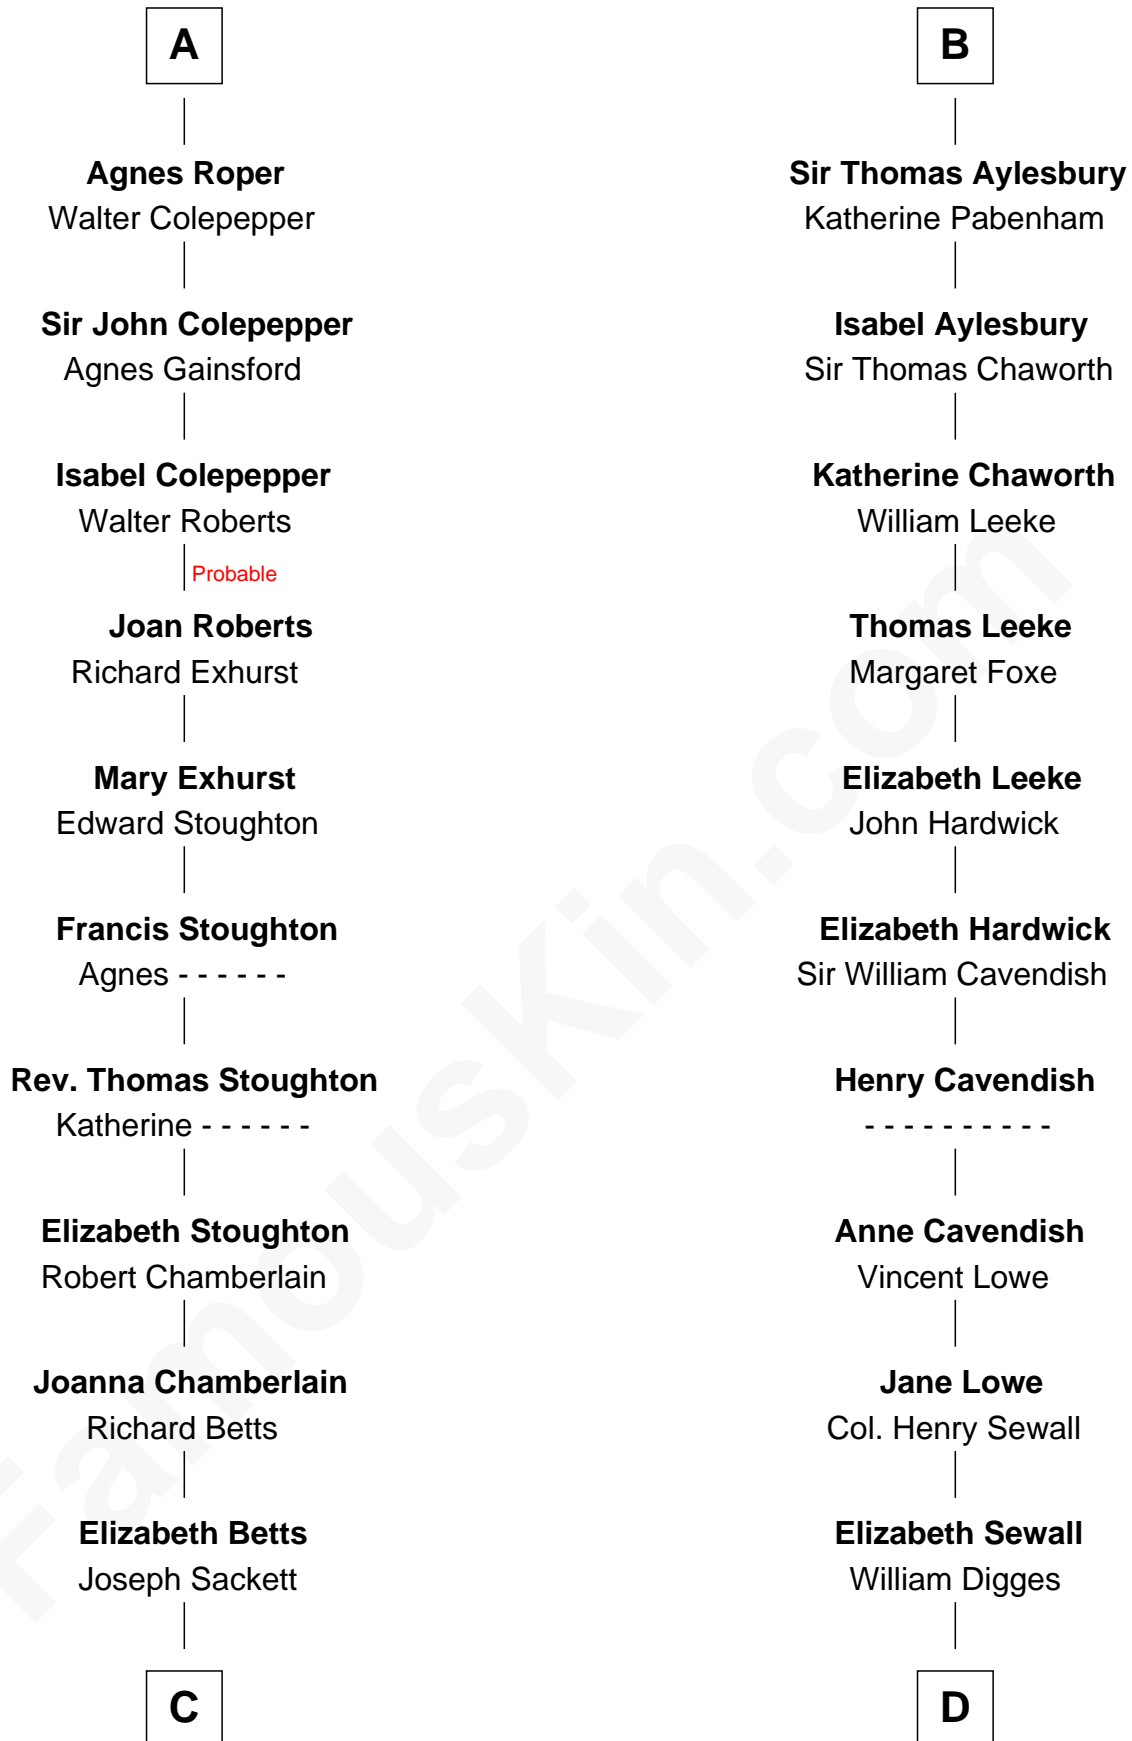 A
Agnes Roper
Walter Colepepper
Sir John Colepepper
Agnes Gainsford
Isabel Colepepper
Walter Roberts
Probable
Joan Roberts
Richard Exhurst
Mary Exhurst
Edward Stoughton
Francis Stoughton
Agnes - - - - - -
Rev. Thomas Stoughton
Katherine - - - - - -
Elizabeth Stoughton
Robert Chamberlain
Joanna Chamberlain
Richard Betts
Elizabeth Betts
Joseph Sackett
C
B
Sir Thomas Aylesbury
Katherine Pabenham
Isabel Aylesbury
Sir Thomas Chaworth
Katherine Chaworth
William Leeke
Thomas Leeke
Margaret Foxe
Elizabeth Leeke
John Hardwick
Elizabeth Hardwick
Sir William Cavendish
Henry Cavendish
- - - - - - - - - -
Anne Cavendish
Vincent Lowe
Jane Lowe
Col. Henry Sewall
Elizabeth Sewall
William Digges
D
FamousKin.com